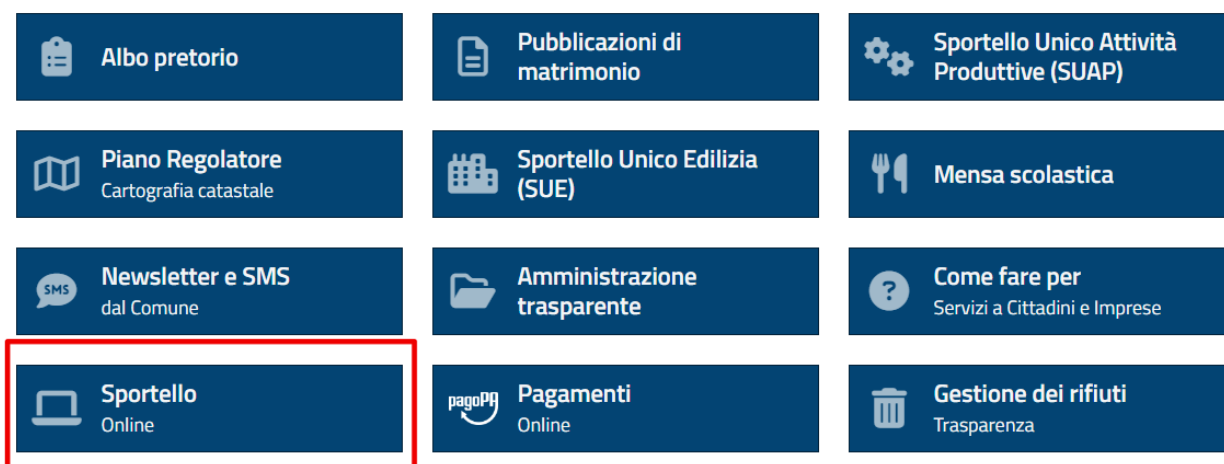 Albo pretorio
Pubblicazioni di
matrimonio
Sportello Unico Attività
Produttive (SUAP)
Piano Regolatore
Cartografia catastale
Sportello Unico Edilizia
(SUE)
Mensa scolastica
SMS
Newsletter e SMS
dal Comune
Amministrazione
trasparente
?
Come fare per
Servizi a Cittadini e Imprese
Sportello
Online
pagoPA
Pagamenti
Online
Gestione dei rifiuti
Trasparenza